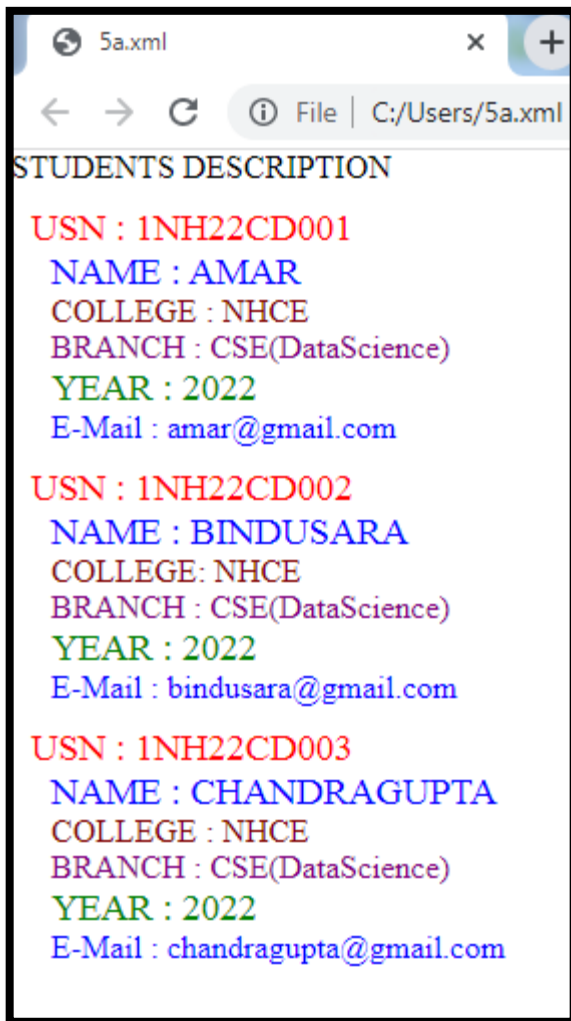 5a.xml
File | C:/Users/5a.xml
STUDENTS DESCRIPTION
USN : 1NH22CD001
NAME : AMAR
COLLEGE : NHCE
BRANCH : CSE(DataScience)
YEAR : 2022
E-Mail : amar@gmail.com
USN : 1NH22CD002
NAME : BINDUSARA
COLLEGE: NHCE
BRANCH : CSE(DataScience)
YEAR : 2022
E-Mail : bindusara@gmail.com
USN : 1NH22CD003
NAME : CHANDRAGUPTA
COLLEGE : NHCE
BRANCH : CSE(DataScience)
YEAR : 2022
E-Mail : chandragupta@gmail.com